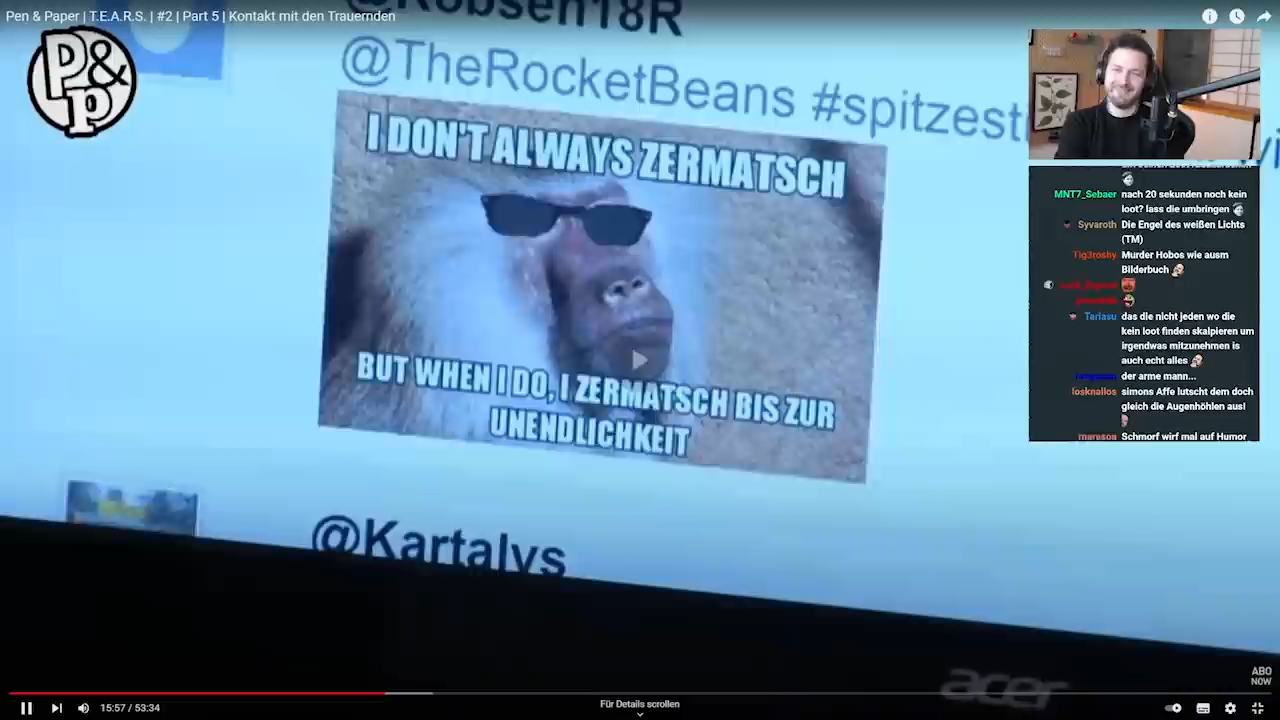 Pen & Paper | T.E.A.R.S. | #2 | Part 5 | Kontakt mit den Trauernden
P&P
@Robsen18R
@TheRocketBeans
I DON'T ALWAYS ZERMATSCH
BUT WHEN I DO, I ZERMATSCH BIS ZUR
UNENDLICHKEIT
@Kartalys
acer
MNT7_Sebaer nach 20 sekunden noch kein
loot? lass die umbringen
Syvaroth Die Engel des weißen Lichts
(TM)
Tig3roshy Murder Hobos wie ausm
Bilderbuch
Tariasu das die nicht jeden wo die
kein loot finden skalpieren um
irgendwas mitzunehmen is
auch echt alles
der arme mann...
losknallos simons Affe lutscht dem doch
gleich die Augenhöhlen aus!
mareson Schmorf wirf mal auf Humor
ABO
NOW
15:57 / 53:34
Für Details scrollen